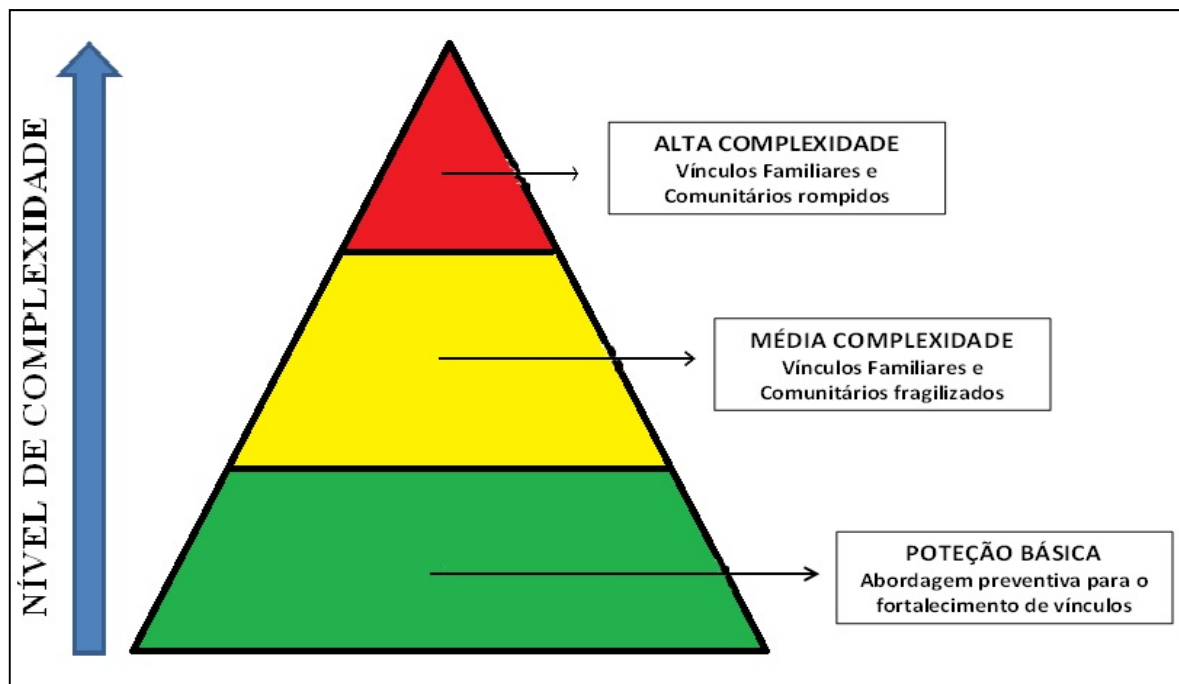 NÍVEL DE COMPLEXIDADE
ALTA COMPLEXIDADE
Vínculos Familiares e
Comunitários rompidos
MÉDIA COMPLEXIDADE
Vínculos Familiares e
Comunitários fragilizados
POTEÇÃO BÁSICA
Abordagem preventiva para o
fortalecimento de vínculos